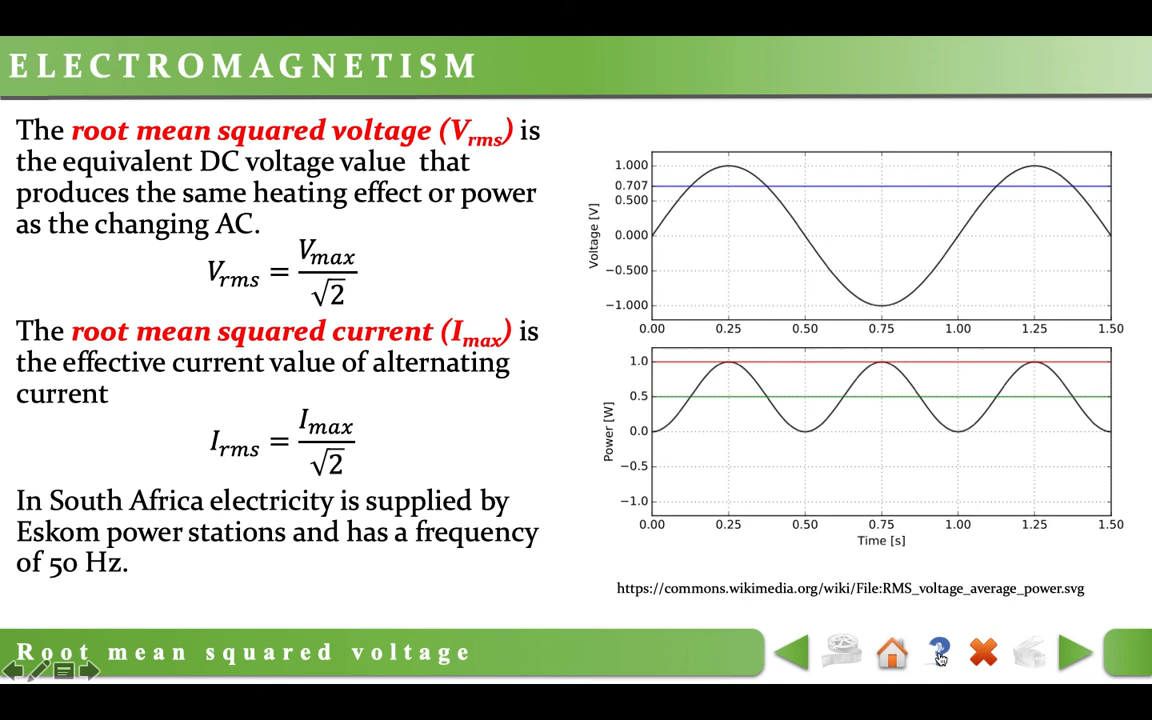 ELECTROMAGNETISM
The root mean squared voltage (Vrms) is
the equivalent DC voltage value that
produces the same heating effect or power
as the changing AC.
Vrms = Vmax / √2
The root mean squared current (Imax) is
the effective current value of alternating
current
Irms = Imax / √2
In South Africa electricity is supplied by
Eskom power stations and has a frequency
of 50 Hz.
1.000
0.707
0.500
0.000
−0.500
−1.000
Voltage [V]
0.00 0.25 0.50 0.75 1.00 1.25 1.50
1.0
0.5
0.0
−0.5
−1.0
Power [W]
0.00 0.25 0.50 0.75 1.00 1.25 1.50
Time [s]
https://commons.wikimedia.org/wiki/File:RMS_voltage_average_power.svg
Root mean squared voltage
?